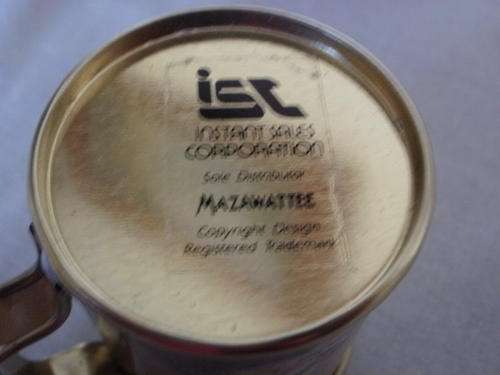 isc
INSTANT SALES
CORPORATION
Sole Distributor
MAZAWATTEE
Copyright Design
Registered Trademark